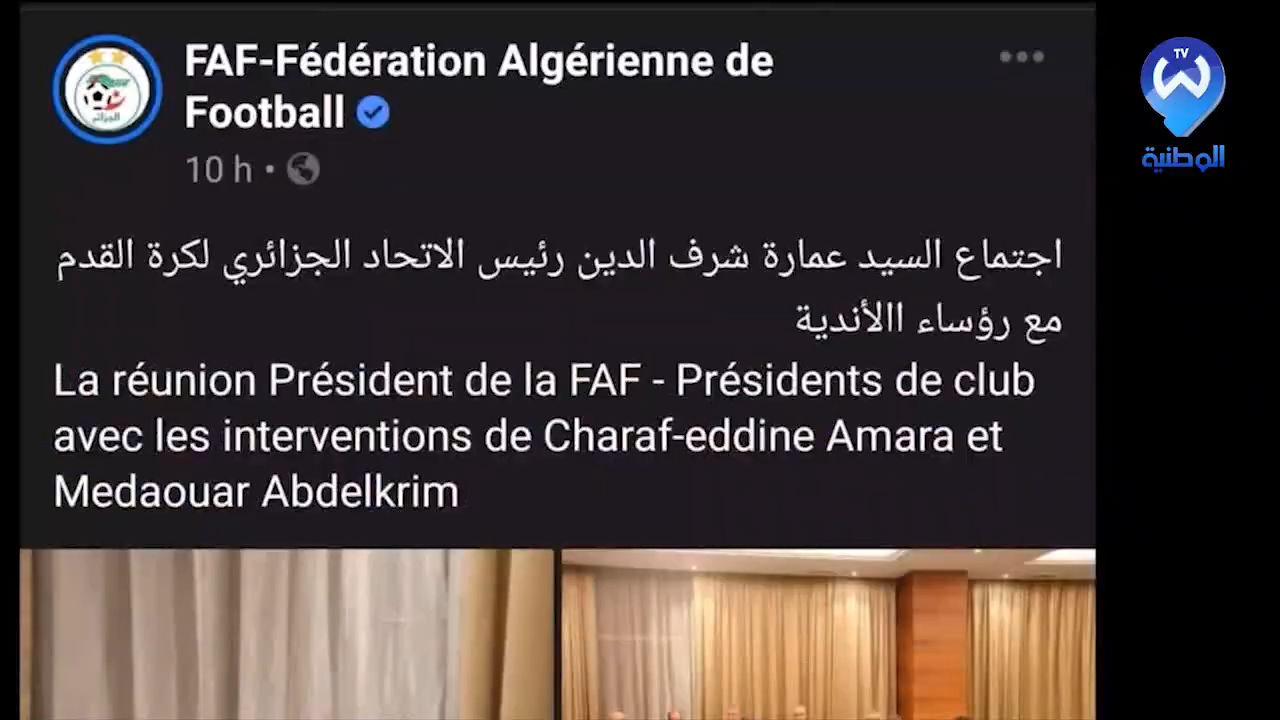 FAF-Fédération Algérienne de
Football
10 h •
TV
الوطنية
اجتماع السيد عمارة شرف الدين رئيس الاتحاد الجزائري لكرة القدم
مع رؤساء االأندية
La réunion Président de la FAF - Présidents de club
avec les interventions de Charaf-eddine Amara et
Medaouar Abdelkrim
الجزائر